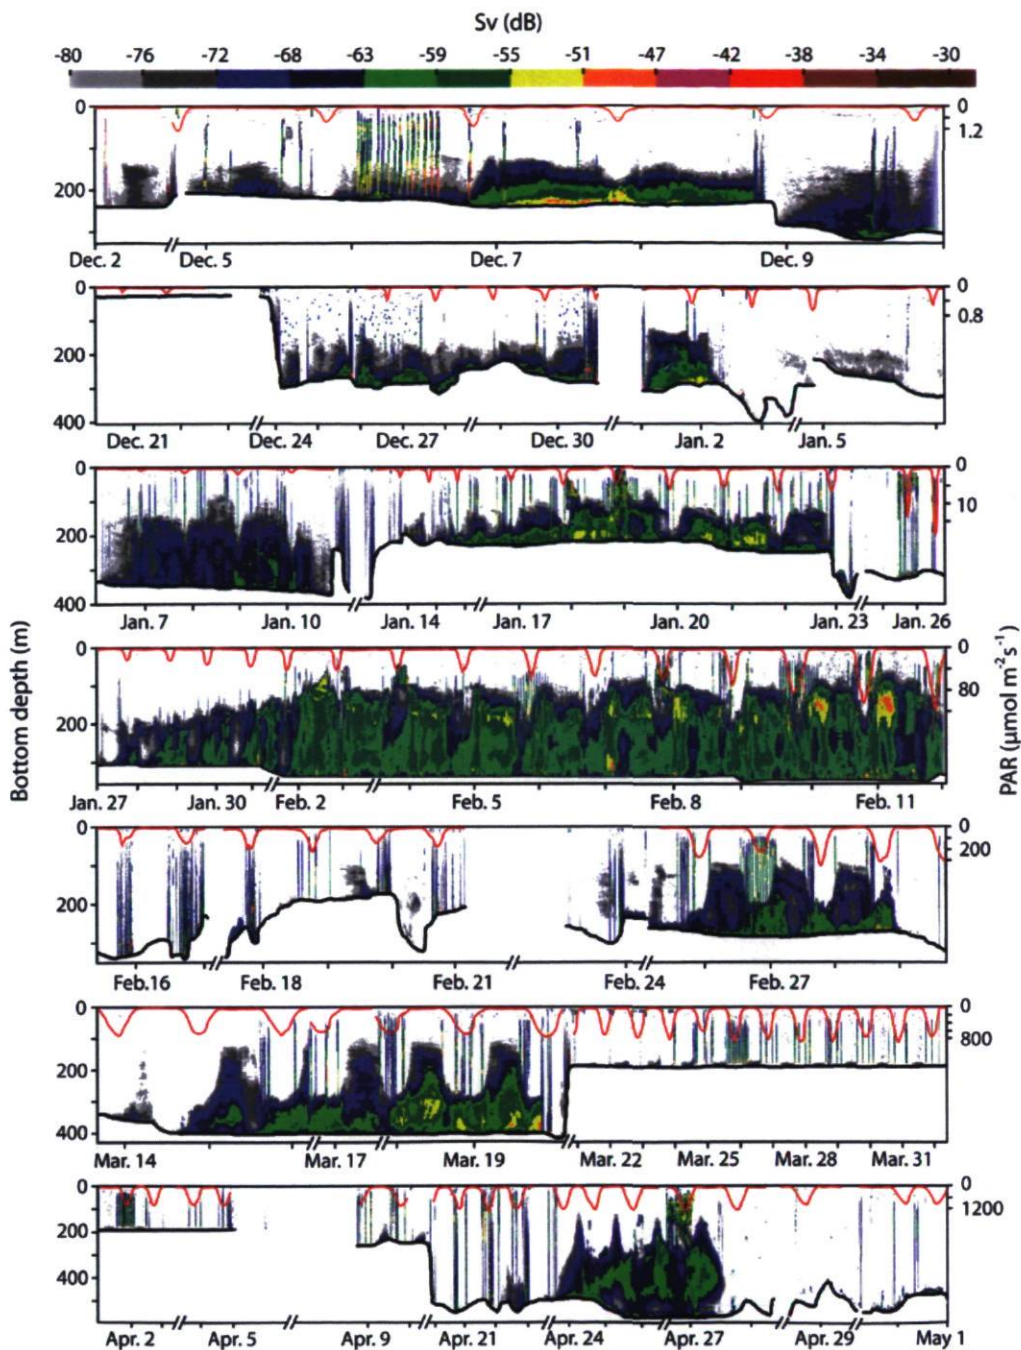 Sv (dB)
-80 -76 -72 -68 -63 -59 -55 -51 -47 -42 -38 -34 -30
0 0
1.2
200
Dec. 2 Dec. 5 Dec. 7 Dec. 9
0 0
0.8
200
400
Dec. 21 Dec. 24 Dec. 27 Dec. 30 Jan. 2 Jan. 5
0 0
10
200
400
Jan. 7 Jan. 10 Jan. 14 Jan. 17 Jan. 20 Jan. 23 Jan. 26
Bottom depth (m)
PAR (µmol m⁻² s⁻¹)
0 0
80
200
Jan. 27 Jan. 30 Feb. 2 Feb. 5 Feb. 8 Feb. 11
0 0
200
200
Feb. 16 Feb. 18 Feb. 21 Feb. 24 Feb. 27
0 0
800
200
400
Mar. 14 Mar. 17 Mar. 19 Mar. 22 Mar. 25 Mar. 28 Mar. 31
0 0
1200
200
400
Apr. 2 Apr. 5 Apr. 9 Apr. 21 Apr. 24 Apr. 27 Apr. 29 May 1